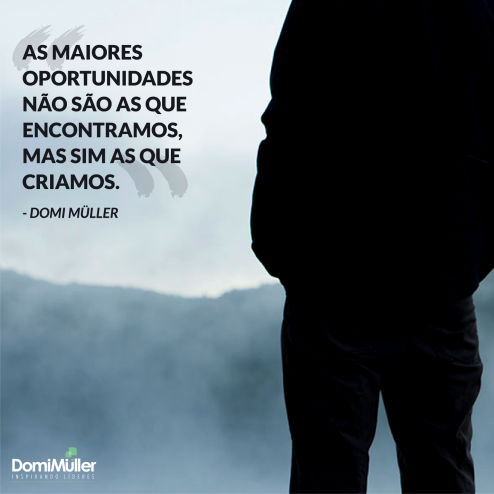 AS MAIORES
OPORTUNIDADES
NÃO SÃO AS QUE
ENCONTRAMOS,
MAS SIM AS QUE
CRIAMOS.
- DOMI MÜLLER
DomiMüller
INSPIRANDO LÍDERES